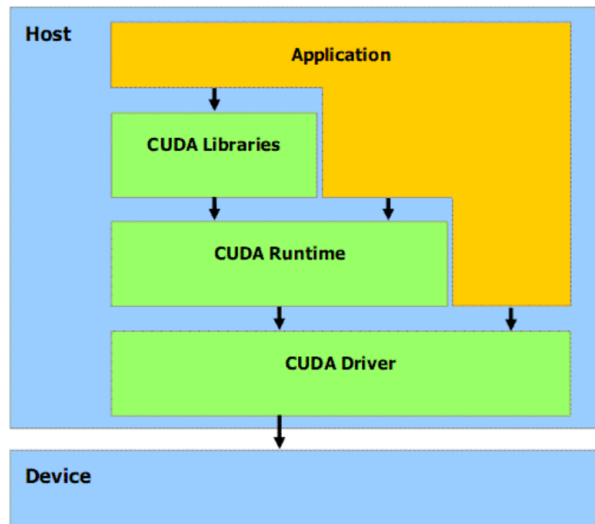 Host
Application
CUDA Libraries
CUDA Runtime
CUDA Driver
Device